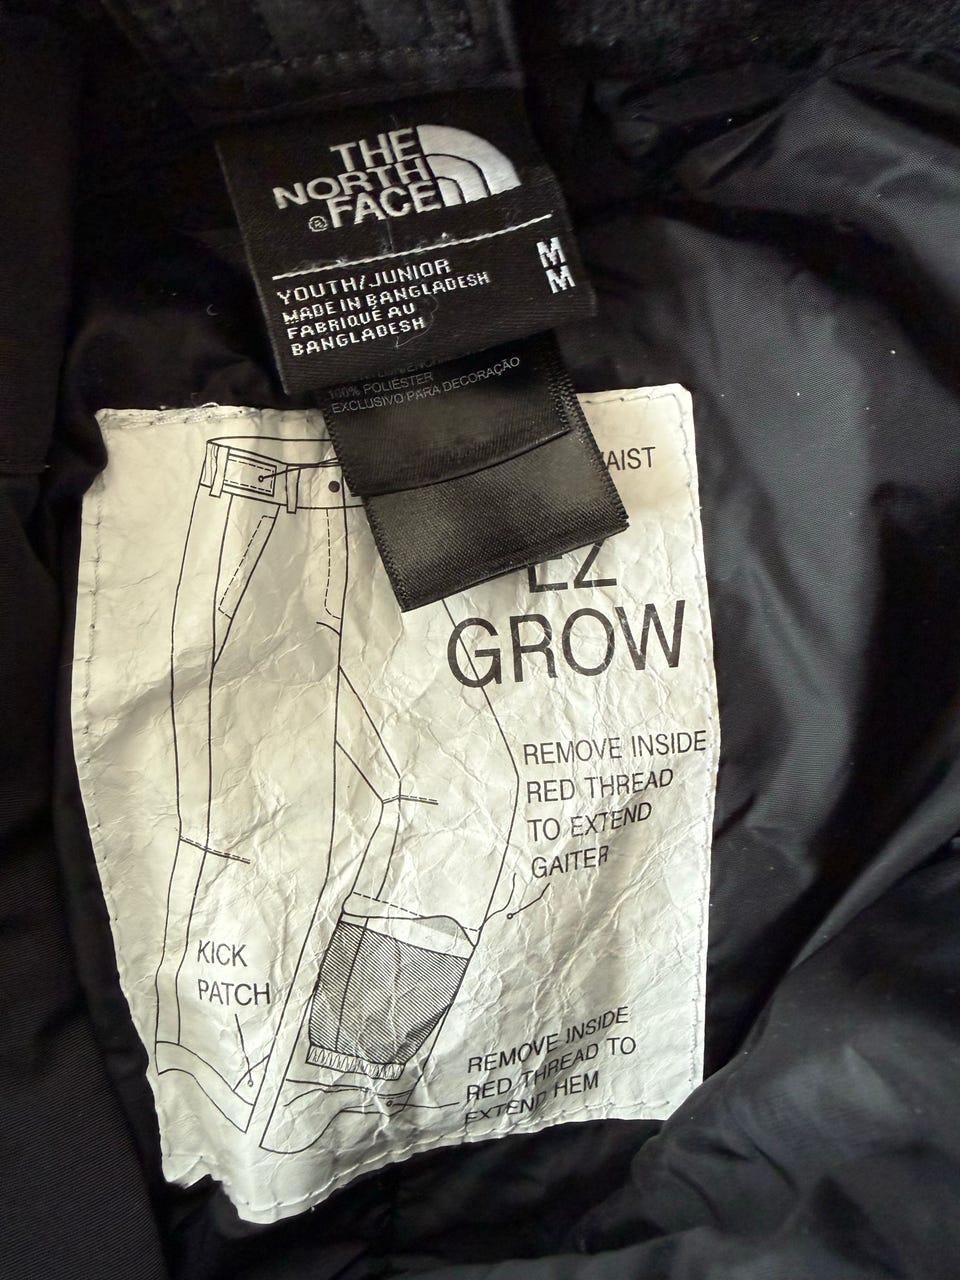 THE
NORTH
FACE
®
M
M
YOUTH/JUNIOR
MADE IN BANGLADESH
FABRIQUÉ AU
BANGLADESH
100% POLIÉSTER
EXCLUSIVO PARA DECORAÇÃO
AIST
EZ
GROW
REMOVE INSIDE
RED THREAD
TO EXTEND
GAITER
KICK
PATCH
REMOVE INSIDE
RED THREAD TO
EXTEND HEM